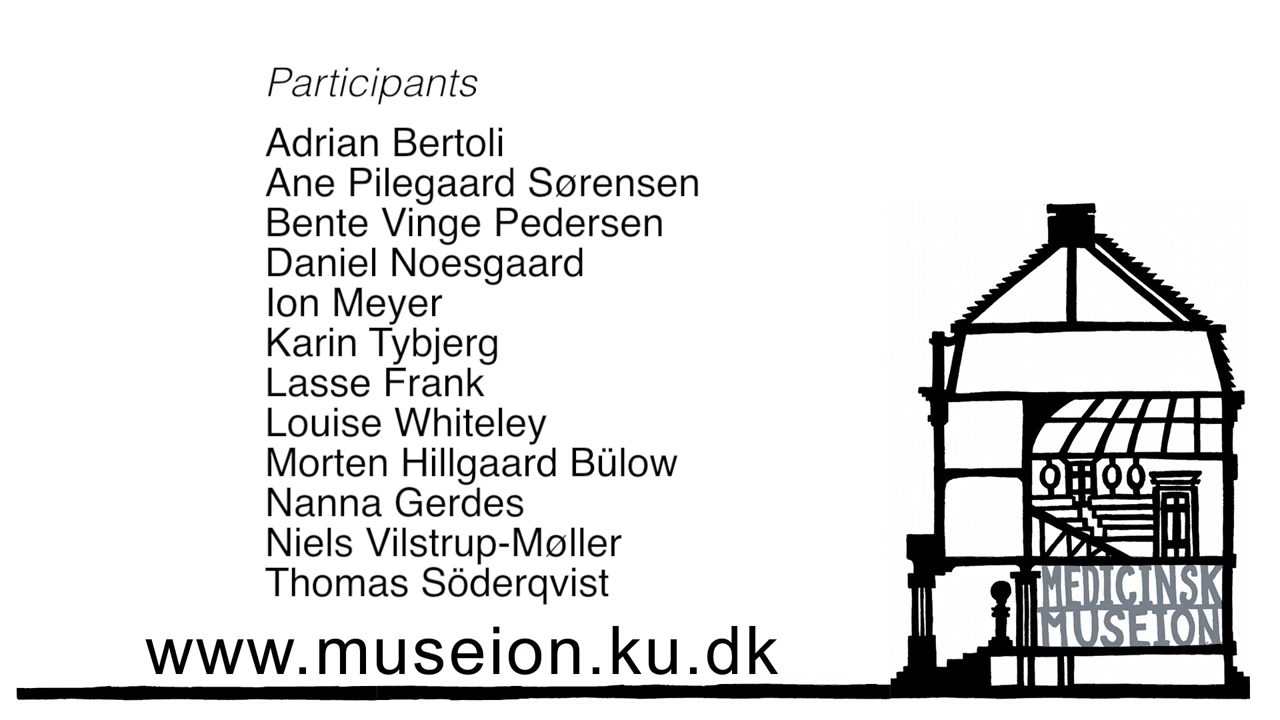 Participants
Adrian Bertoli
Ane Pilegaard Sørensen
Bente Vinge Pedersen
Daniel Noesgaard
Ion Meyer
Karin Tybjerg
Lasse Frank
Louise Whiteley
Morten Hillgaard Bülow
Nanna Gerdes
Niels Vilstrup-Møller
Thomas Söderqvist
www.museion.ku.dk
MEDICINSK
MUSEION